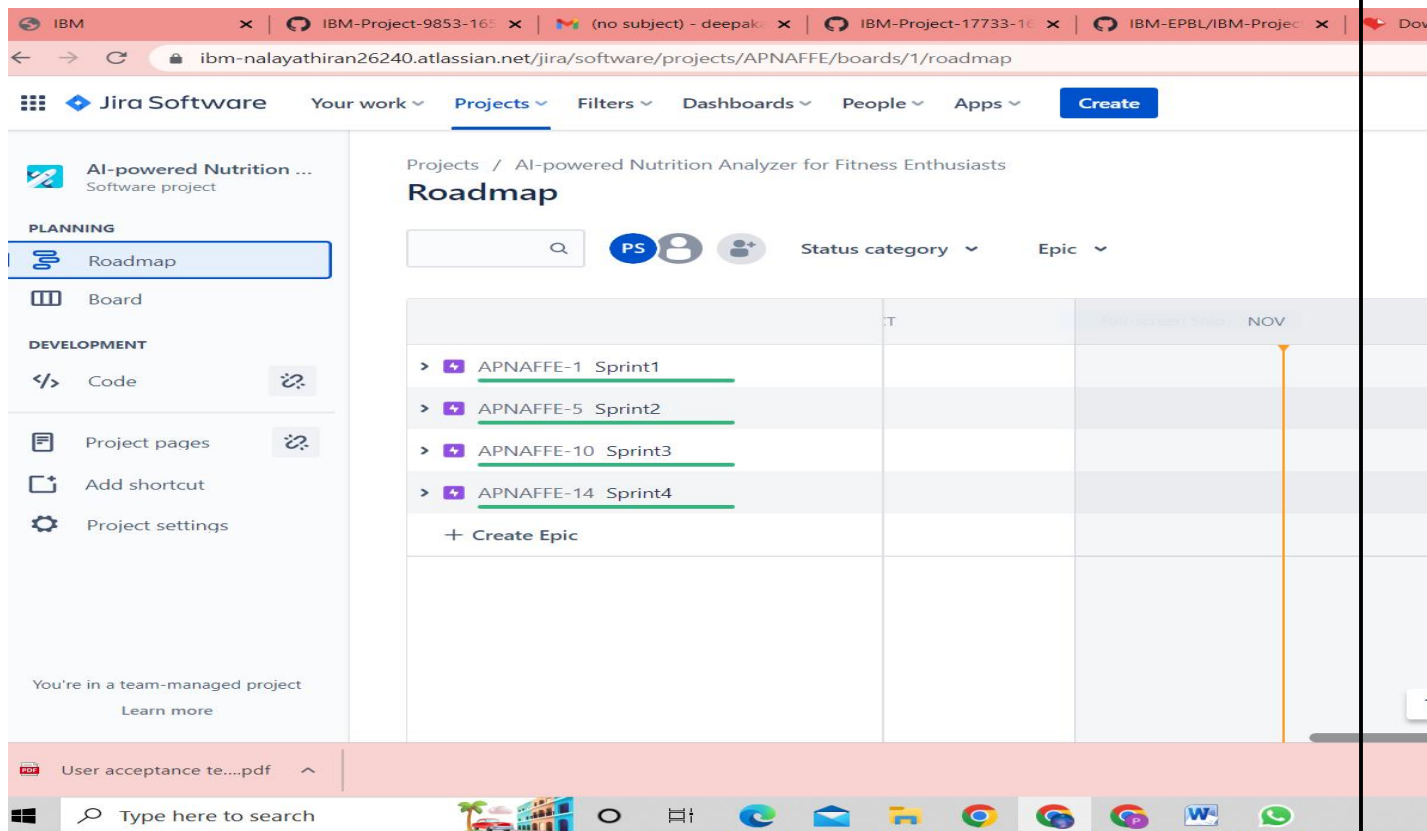 IBM
IBM-Project-9853-165
(no subject) - deepak
IBM-Project-17733-16
IBM-EPBL/IBM-Projec
Dov
ibm-nalayathiran26240.atlassian.net/jira/software/projects/APNAFFE/boards/1/roadmap
Jira Software
Your work
Projects
Filters
Dashboards
People
Apps
Create
AI-powered Nutrition ...
Software project
PLANNING
Roadmap
Board
DEVELOPMENT
Code
Project pages
Add shortcut
Project settings
You're in a team-managed project
Learn more
Projects / AI-powered Nutrition Analyzer for Fitness Enthusiasts
Roadmap
PS
Status category
Epic
CT
NOV
APNAFFE-1 Sprint1
APNAFFE-5 Sprint2
APNAFFE-10 Sprint3
APNAFFE-14 Sprint4
+ Create Epic
PDF
User acceptance te....pdf
Type here to search
P
W